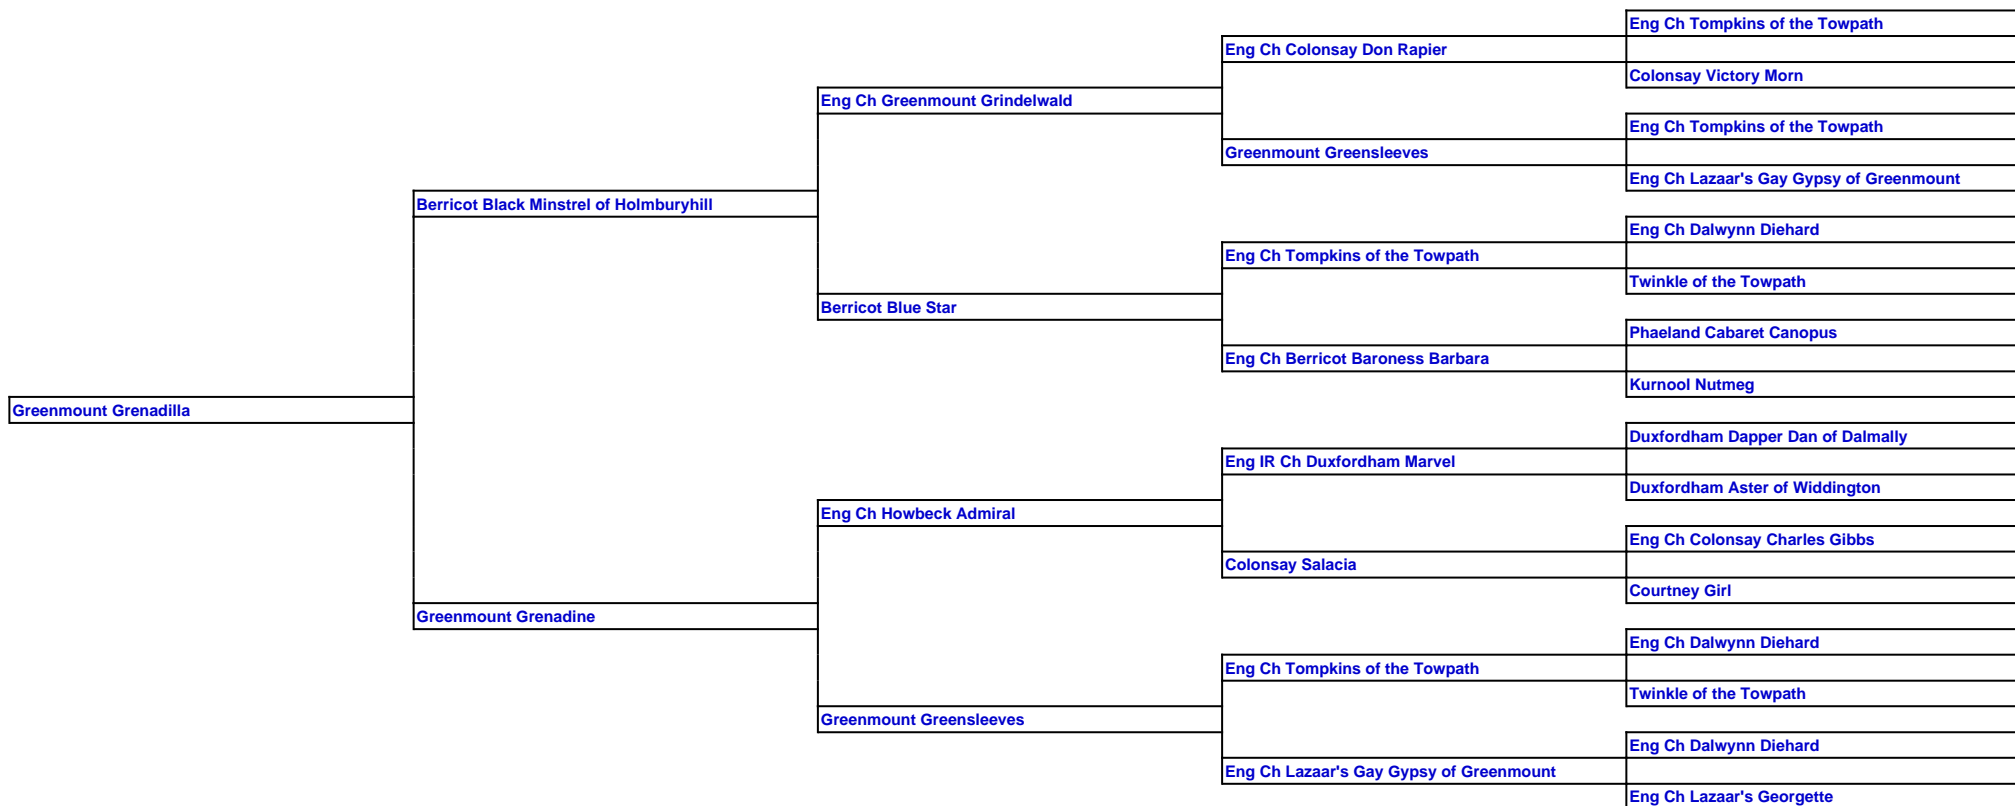 Eng Ch Tompkins of the Towpath
Eng Ch Colonsay Don Rapier
Colonsay Victory Morn
Eng Ch Greenmount Grindelwald
Eng Ch Tompkins of the Towpath
Greenmount Greensleeves
Eng Ch Lazaar's Gay Gypsy of Greenmount
Berricot Black Minstrel of Holmburyhill
Eng Ch Dalwynn Diehard
Eng Ch Tompkins of the Towpath
Twinkle of the Towpath
Berricot Blue Star
Phaeland Cabaret Canopus
Eng Ch Berricot Baroness Barbara
Kurnool Nutmeg
Greenmount Grenadilla
Duxfordham Dapper Dan of Dalmally
Eng IR Ch Duxfordham Marvel
Duxfordham Aster of Widdington
Eng Ch Howbeck Admiral
Eng Ch Colonsay Charles Gibbs
Colonsay Salacia
Courtney Girl
Greenmount Grenadine
Eng Ch Dalwynn Diehard
Eng Ch Tompkins of the Towpath
Twinkle of the Towpath
Greenmount Greensleeves
Eng Ch Dalwynn Diehard
Eng Ch Lazaar's Gay Gypsy of Greenmount
Eng Ch Lazaar's Georgette